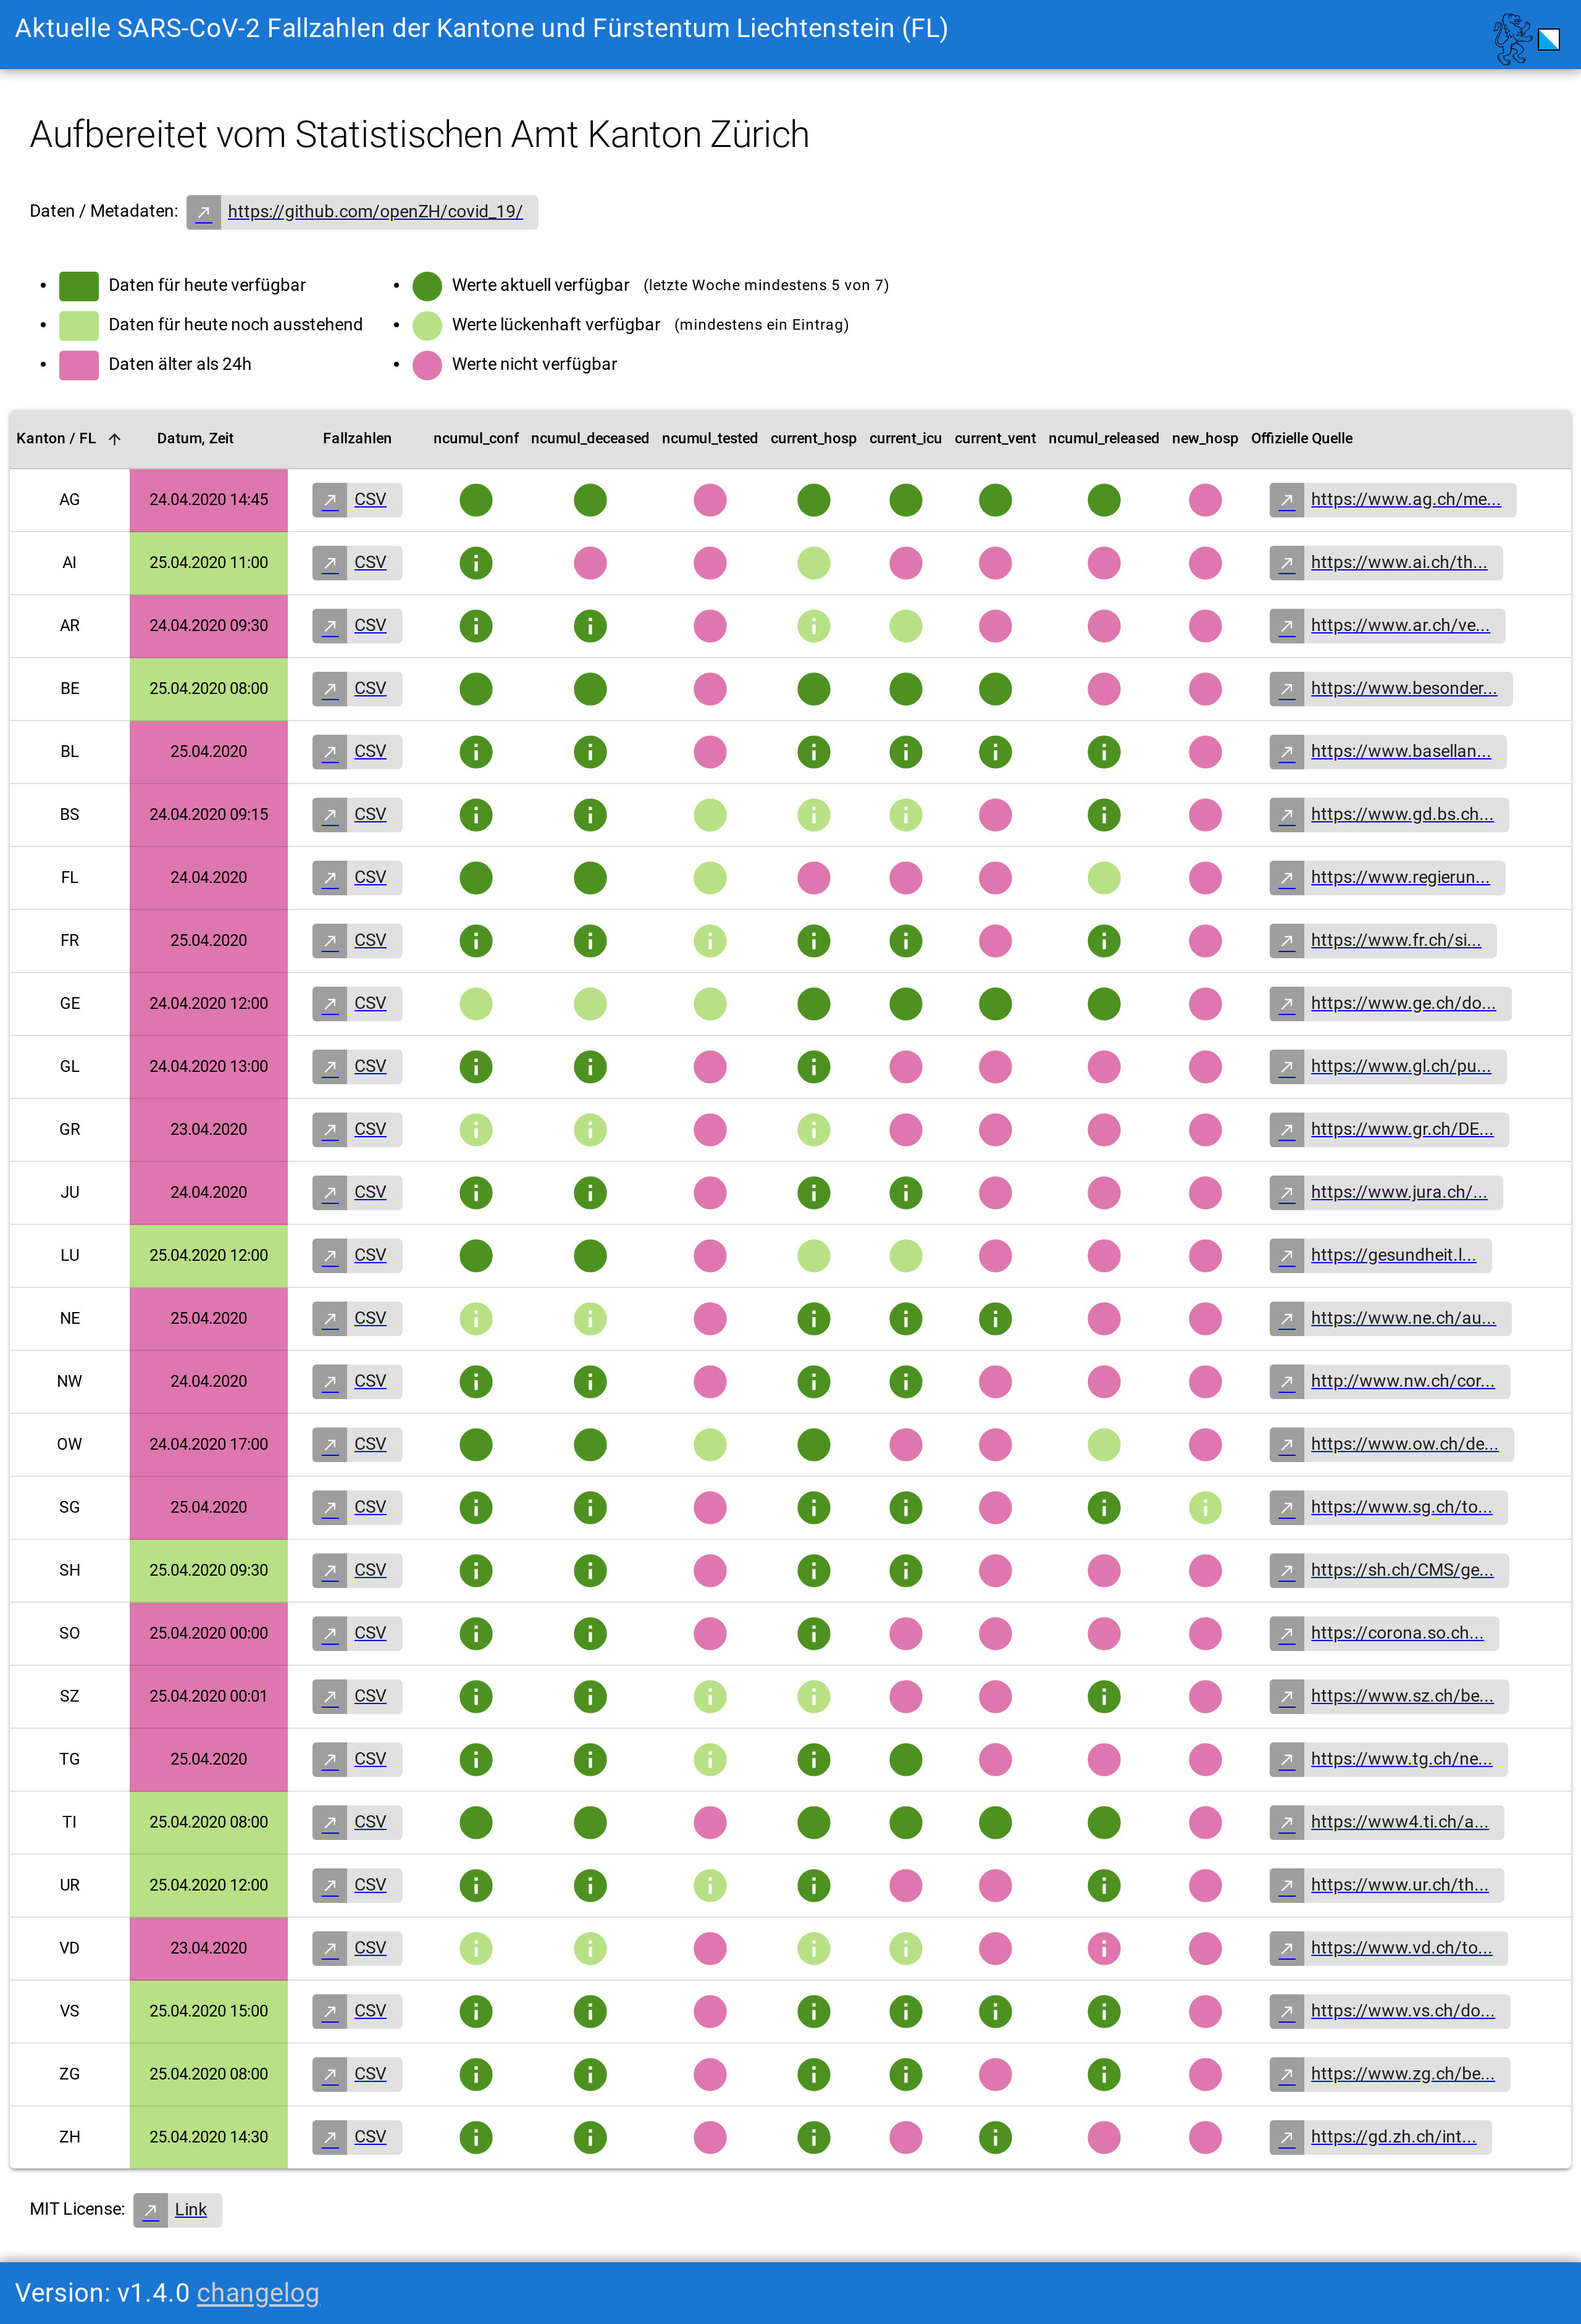 Aktuelle SARS-CoV-2 Fallzahlen der Kantone und Fürstentum Liechtenstein (FL)
Aufbereitet vom Statistischen Amt Kanton Zürich
Daten / Metadaten: https://github.com/openZH/covid_19/
Daten für heute verfügbar
Daten für heute noch ausstehend
Daten älter als 24h
Werte aktuell verfügbar (letzte Woche mindestens 5 von 7)
Werte lückenhaft verfügbar (mindestens ein Eintrag)
Werte nicht verfügbar
Kanton / FL Datum, Zeit Fallzahlen ncumul_conf ncumul_deceased ncumul_tested current_hosp current_icu current_vent ncumul_released new_hosp Offizielle Quelle
AG 24.04.2020 14:45 CSV https://www.ag.ch/me...
AI 25.04.2020 11:00 CSV i https://www.ai.ch/th...
AR 24.04.2020 09:30 CSV i i i https://www.ar.ch/ve...
BE 25.04.2020 08:00 CSV https://www.besonder...
BL 25.04.2020 CSV i i i i i i https://www.basellan...
BS 24.04.2020 09:15 CSV i i i i i https://www.gd.bs.ch...
FL 24.04.2020 CSV https://www.regierun...
FR 25.04.2020 CSV i i i i i i https://www.fr.ch/si...
GE 24.04.2020 12:00 CSV https://www.ge.ch/do...
GL 24.04.2020 13:00 CSV i i i https://www.gl.ch/pu...
GR 23.04.2020 CSV i i i https://www.gr.ch/DE...
JU 24.04.2020 CSV i i i i https://www.jura.ch/...
LU 25.04.2020 12:00 CSV https://gesundheit.l...
NE 25.04.2020 CSV i i i i i https://www.ne.ch/au...
NW 24.04.2020 CSV i i i i http://www.nw.ch/cor...
OW 24.04.2020 17:00 CSV https://www.ow.ch/de...
SG 25.04.2020 CSV i i i i i i https://www.sg.ch/to...
SH 25.04.2020 09:30 CSV i i i i https://sh.ch/CMS/ge...
SO 25.04.2020 00:00 CSV i i i https://corona.so.ch...
SZ 25.04.2020 00:01 CSV i i i i i https://www.sz.ch/be...
TG 25.04.2020 CSV i i i i https://www.tg.ch/ne...
TI 25.04.2020 08:00 CSV https://www4.ti.ch/a...
UR 25.04.2020 12:00 CSV i i i i i https://www.ur.ch/th...
VD 23.04.2020 CSV i i i i i https://www.vd.ch/to...
VS 25.04.2020 15:00 CSV i i i i i i https://www.vs.ch/do...
ZG 25.04.2020 08:00 CSV i i i i i https://www.zg.ch/be...
ZH 25.04.2020 14:30 CSV i i i i https://gd.zh.ch/int...
MIT License: Link
Version: v1.4.0 changelog